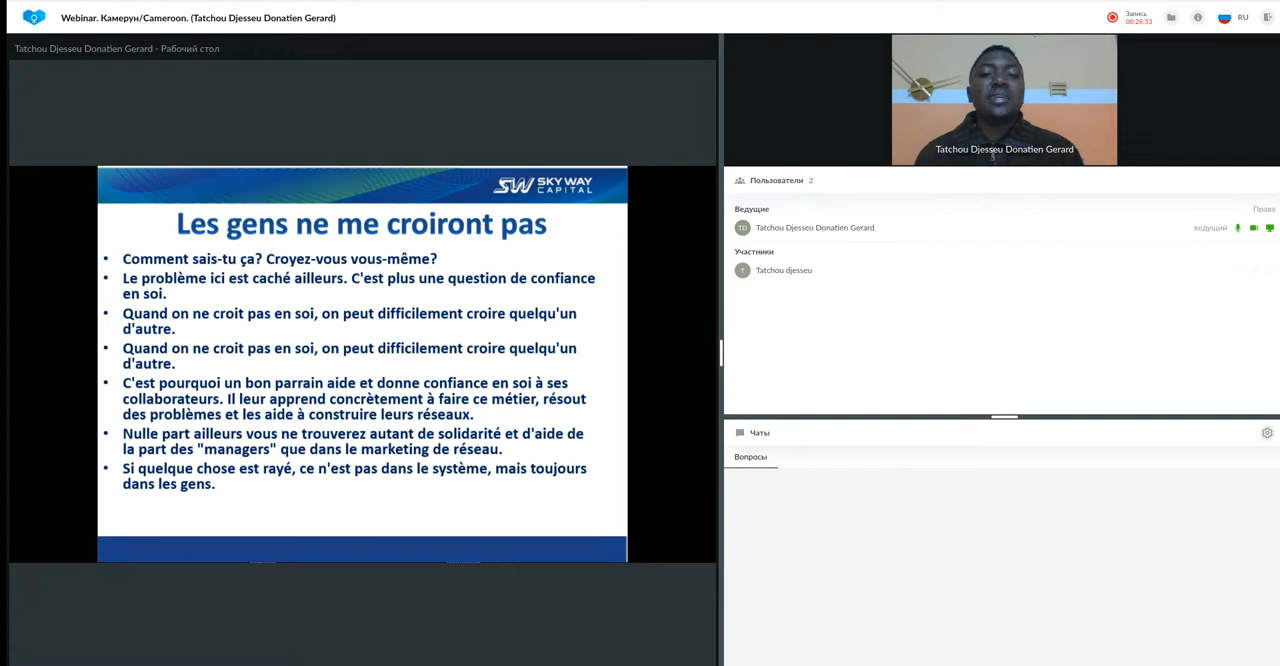 Webinar. Камерун/Cameroon. (Tatchou Djesseu Donatien Gerard)
Запись
00:28:53
RU
Tatchou Djesseu Donatien Gerard - Рабочий стол
SW SKY WAY
CAPITAL
Les gens ne me croiront pas
• Comment sais-tu ça? Croyez-vous vous-même?
• Le problème ici est caché ailleurs. C'est plus une question de confiance
en soi.
• Quand on ne croit pas en soi, on peut difficilement croire quelqu'un
d'autre.
• Quand on ne croit pas en soi, on peut difficilement croire quelqu'un
d'autre.
• C'est pourquoi un bon parrain aide et donne confiance en soi à ses
collaborateurs. Il leur apprend concrètement à faire ce métier, résout
des problèmes et les aide à construire leurs réseaux.
• Nulle part ailleurs vous ne trouverez autant de solidarité et d'aide de
la part des "managers" que dans le marketing de réseau.
• Si quelque chose est rayé, ce n'est pas dans le système, mais toujours
dans les gens.
Tatchou Djesseu Donatien Gerard
Пользователи 2
Ведущие Права
TD Tatchou Djesseu Donatien Gerard ведущий
Участники
T Tatchou djesseu
Чаты
Вопросы